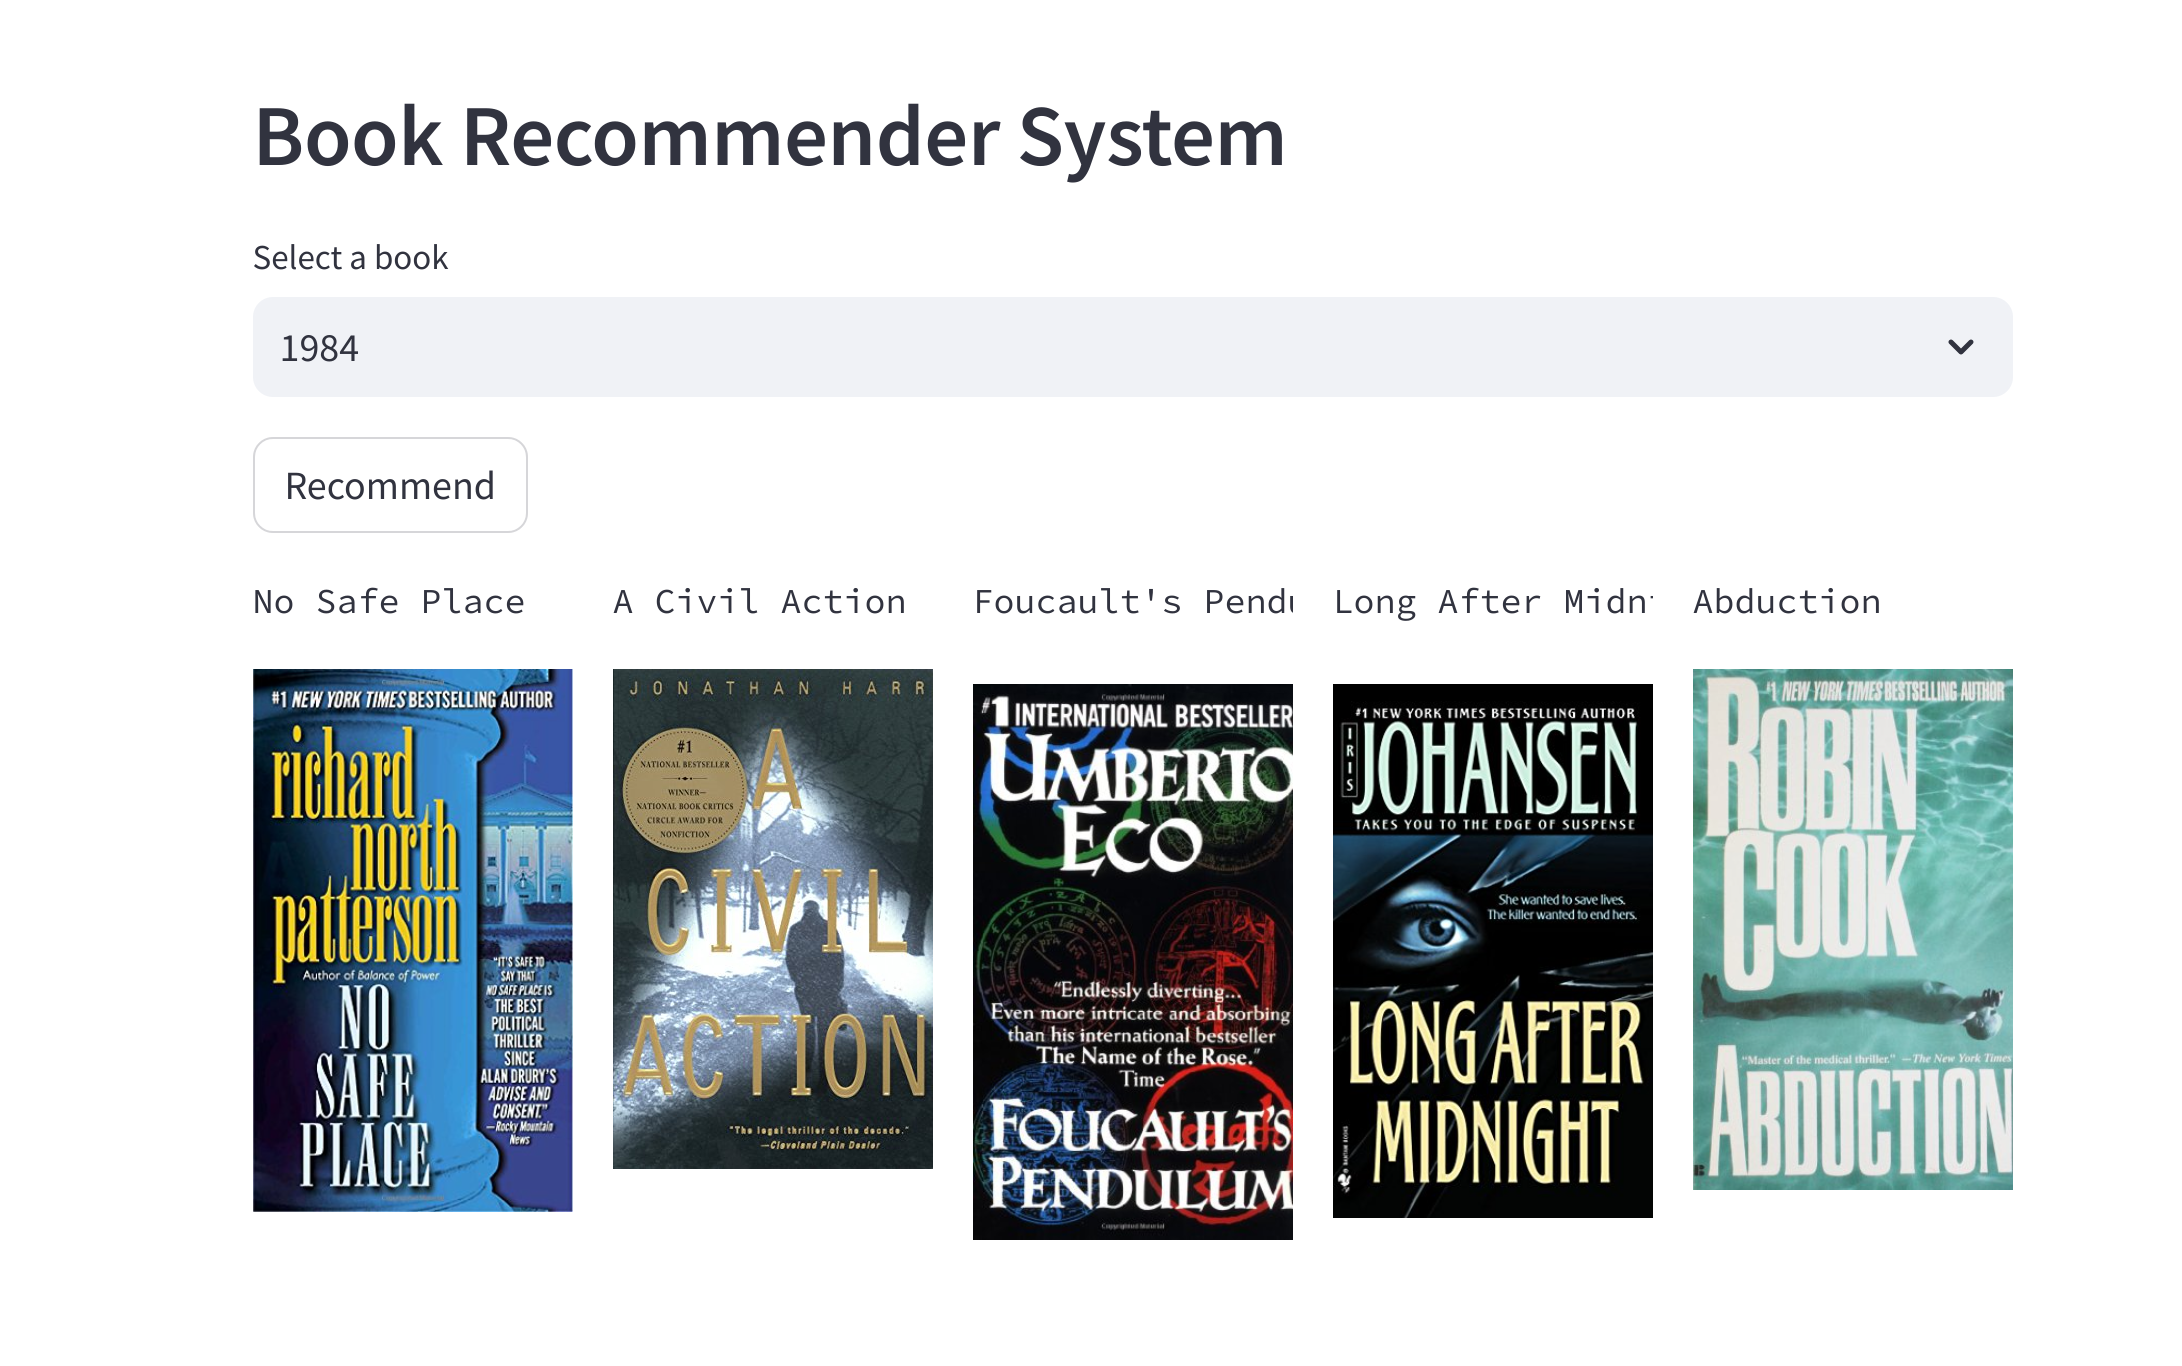 Book Recommender System
Select a book
1984
Recommend
No Safe Place
A Civil Action
Foucault's Pendu
Long After Midn
Abduction
#1 NEW YORK TIMES BESTSELLING AUTHOR
richard
north
patterson
Author of Balance of Power
NO
SAFE
PLACE
"IT'S SAFE TO
SAY THAT
NO SAFE PLACE IS
THE BEST
POLITICAL
THRILLER
SINCE
ALAN DRURY'S
ADVISE AND
CONSENT."
—Rocky Mountain
News
JONATHAN HARR
#1
NATIONAL BESTSELLER
WINNER—
NATIONAL BOOK CRITICS
CIRCLE AWARD FOR
NONFICTION
A
CIVIL
ACTION
"The legal thriller of the decade."
—Cleveland Plain Dealer
Copyrighted Material
#1 INTERNATIONAL BESTSELLER
UMBERTO
ECO
"Endlessly diverting...
Even more intricate and absorbing
than his international bestseller
The Name of the Rose."
Time
FOUCAULT'S
PENDULUM
Copyrighted Material
#1 NEW YORK TIMES BESTSELLING AUTHOR
IRIS
JOHANSEN
TAKES YOU TO THE EDGE OF SUSPENSE
She wanted to save lives.
The killer wanted to end hers.
LONG AFTER
MIDNIGHT
BANTAM BOOKS
#1 NEW YORK TIMES BESTSELLING AUTHOR
ROBIN
COOK
"Master of the medical thriller." —The New York Times
ABDUCTION